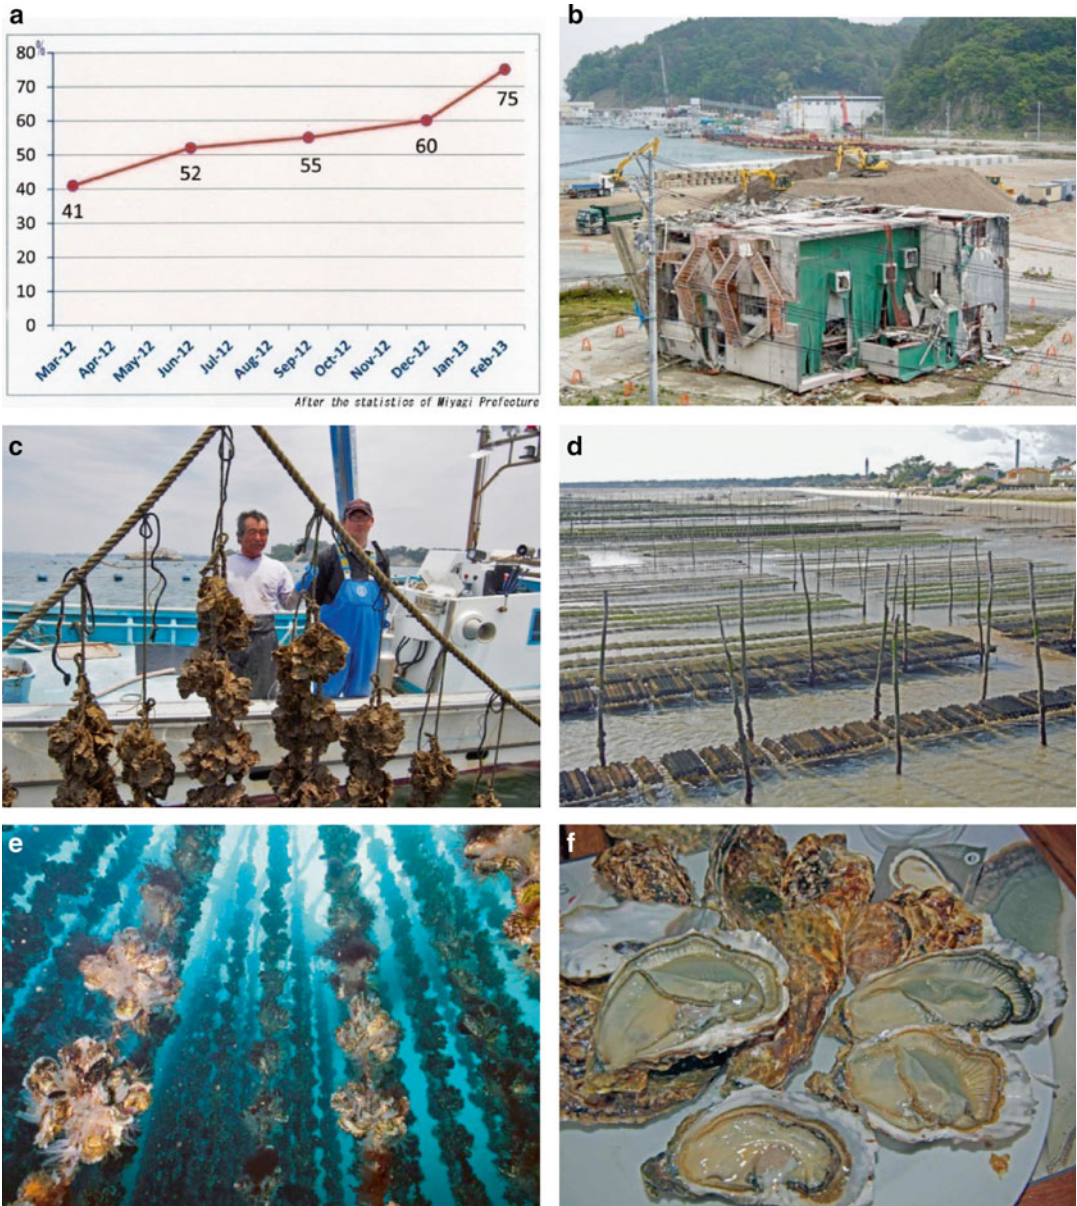 a
%
80
70
60
50
40
30
20
10
0
41
52
55
60
75
Mar-12
Apr-12
May-12
Jun-12
Jul-12
Aug-12
Sep-12
Oct-12
Nov-12
Dec-12
Jan-13
Feb-13
After the statistics of Miyagi Prefecture
b
c
d
e
f